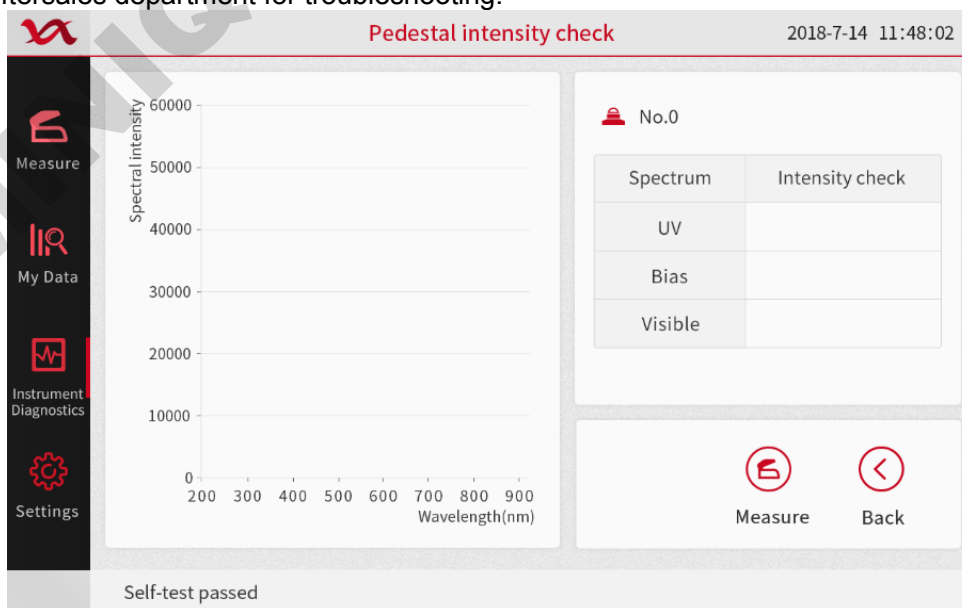 ntersales department for troubleshooting.
Pedestal intensity check
2018-7-14 11:48:02
Measure
My Data
Instrument
Diagnostics
Settings
Spectral intensity
60000
50000
40000
30000
20000
10000
0
200 300 400 500 600 700 800 900
Wavelength(nm)
No.0
Spectrum Intensity check
UV
Bias
Visible
Measure Back
Self-test passed